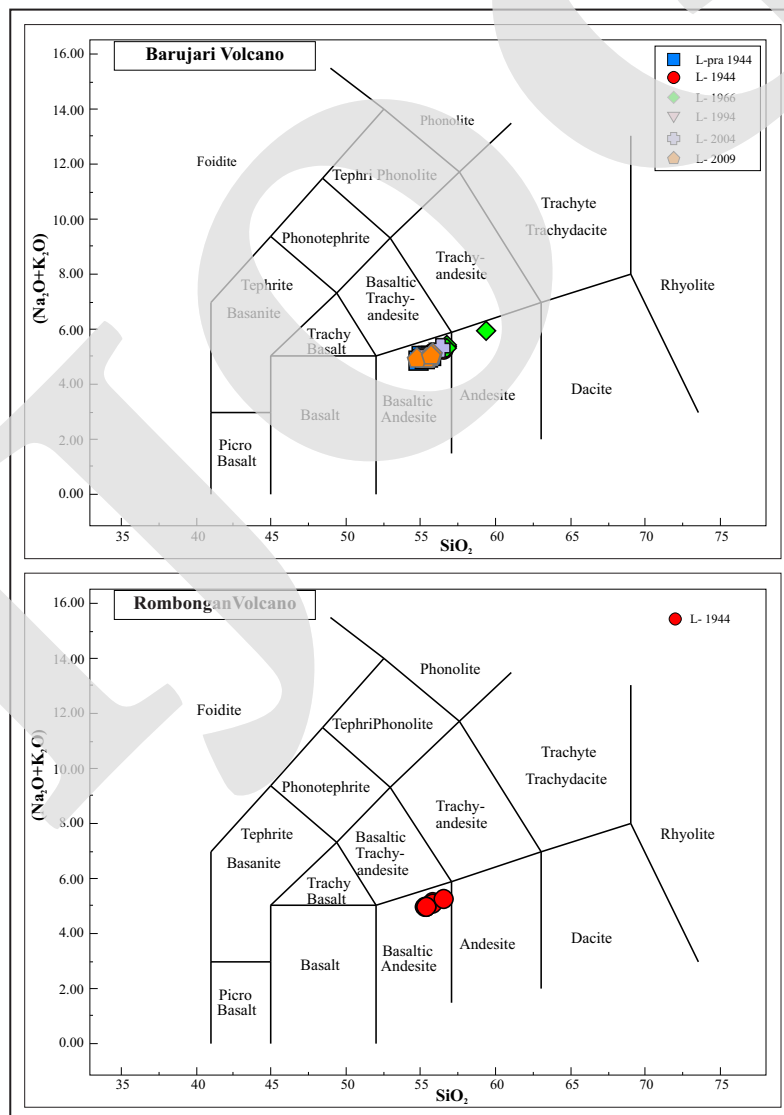 Barujari Volcano
L-pra 1944
L- 1944
L- 1966
L- 1994
L- 2004
L- 2009
(Na₂O+K₂O)
16.00
14.00
12.00
10.00
8.00
6.00
4.00
2.00
0.00
Phonolite
Foidite
Tephri Phonolite
Trachyte
Trachydacite
Phonotephrite
Trachy-
andesite
Tephrite
Basanite
Basaltic
Trachy-
andesite
Rhyolite
Trachy
Basalt
Basalt
Basaltic
Andesite
Andesite
Dacite
Picro
Basalt
35
40
45
50
55
60
65
70
75
SiO₂
RombonganVolcano
L- 1944
(Na₂O+K₂O)
16.00
14.00
12.00
10.00
8.00
6.00
4.00
2.00
0.00
Phonolite
Foidite
TephriPhonolite
Trachyte
Trachydacite
Phonotephrite
Trachy-
andesite
Tephrite
Basanite
Basaltic
Trachy-
andesite
Rhyolite
Trachy
Basalt
Basalt
Basaltic
Andesite
Andesite
Dacite
Picro
Basalt
35
40
45
50
55
60
65
70
75
SiO₂